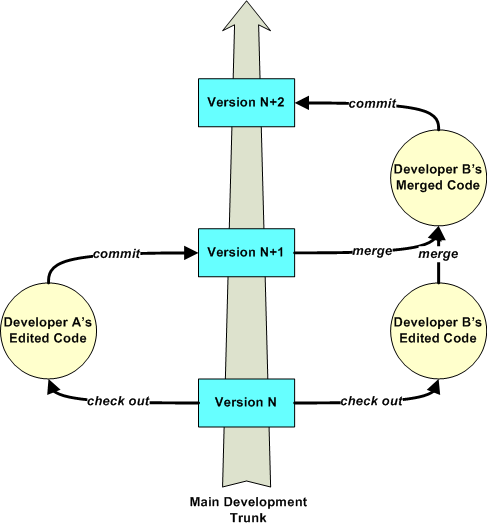 Version N+2
commit
Developer B's
Merged Code
commit
Version N+1
merge
merge
Developer A's
Edited Code
Developer B's
Edited Code
check out
Version N
check out
Main Development
Trunk